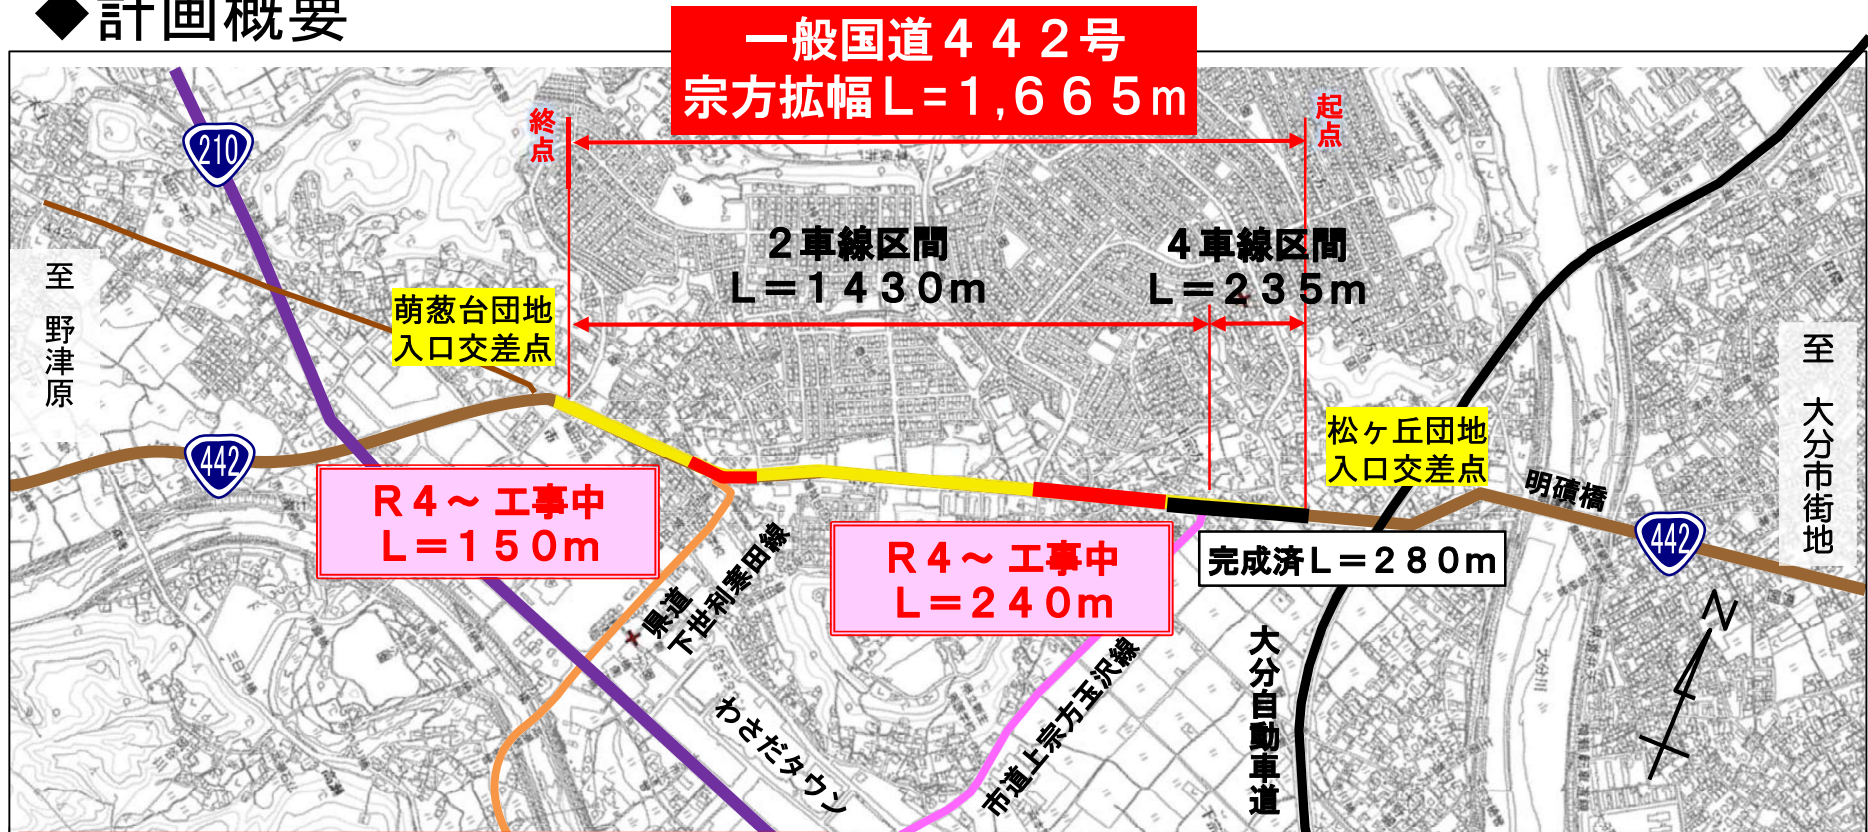 ◆計画概要
一般国道４４２号
宗方拡幅Ｌ=１,６６５ｍ
終点
起点
210
２車線区間
Ｌ＝１４３０ｍ
４車線区間
Ｌ＝２３５ｍ
至 野津原
萌葱台団地
入口交差点
至 大分市街地
松ヶ丘団地
入口交差点
442
明磧橋
442
Ｒ４～ 工事中
Ｌ＝１５０ｍ
Ｒ４～ 工事中
Ｌ＝２４０ｍ
完成済Ｌ＝２８０ｍ
県道
下世利寒田線
わさだタウン
市道上宗方玉沢線
大分自動車道
大分川
N